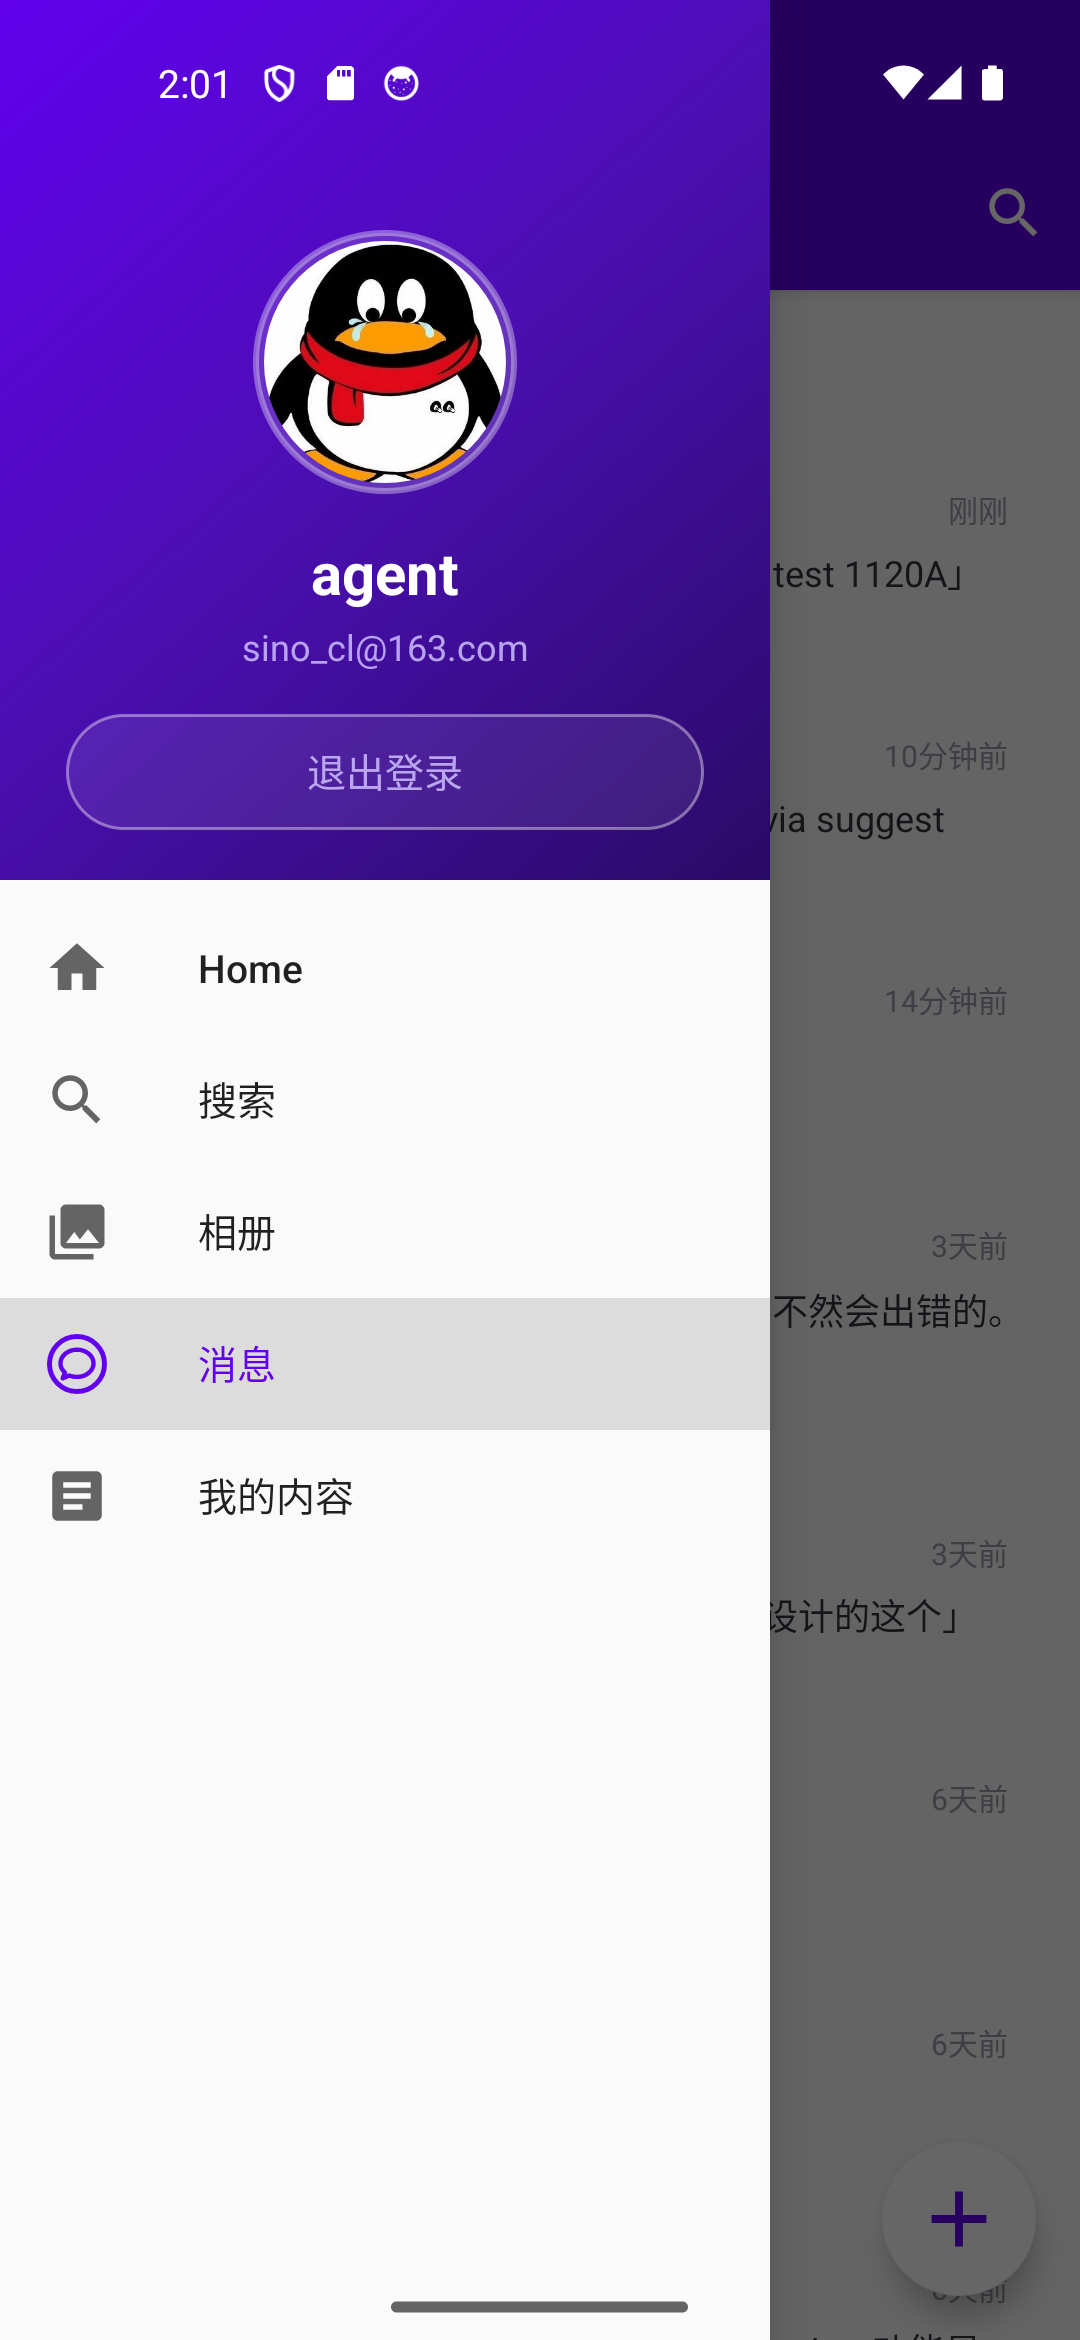 2:01
agent
sino_cl@163.com
退出登录
Home
搜索
相册
消息
我的内容
刚刚
test 1120A」
10分钟前
via suggest
14分钟前
3天前
不然会出错的。
3天前
设计的这个」
6天前
6天前